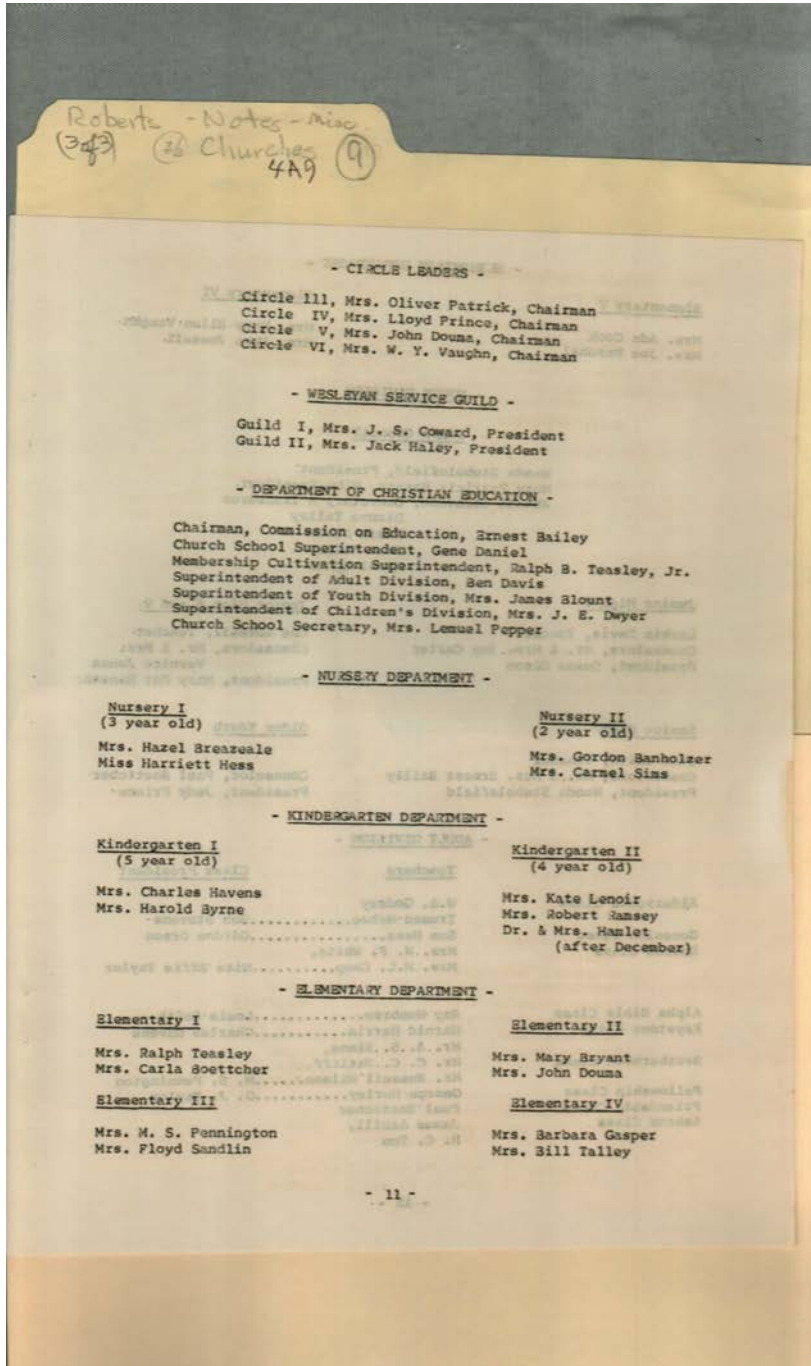 Roberts - Notes - Misc.
(3 of 3) (36) Churches (9)
4A9
- CIRCLE LEADERS -
Circle 111, Mrs. Oliver Patrick, Chairman
Circle IV, Mrs. Lloyd Prince, Chairman
Circle V, Mrs. John Douma, Chairman
Circle VI, Mrs. W. Y. Vaughn, Chairman
- WESLEYAN SERVICE GUILD -
Guild I, Mrs. J. S. Coward, President
Guild II, Mrs. Jack Haley, President
- DEPARTMENT OF CHRISTIAN EDUCATION -
Chairman, Commission on Education, Ernest Bailey
Church School Superintendent, Gene Daniel
Membership Cultivation Superintendent, Ralph B. Teasley, Jr.
Superintendent of Adult Division, Ben Davis
Superintendent of Youth Division, Mrs. James Blount
Superintendent of Children's Division, Mrs. J. E. Dwyer
Church School Secretary, Mrs. Lemuel Pepper
- NURSERY DEPARTMENT -
Nursery I
(3 year old)
Mrs. Hazel Breazeale
Miss Harriett Hess
Nursery II
(2 year old)
Mrs. Gordon Banholzer
Mrs. Carmel Sims
- KINDERGARTEN DEPARTMENT -
Kindergarten I
(5 year old)
Mrs. Charles Havens
Mrs. Harold Byrne
Kindergarten II
(4 year old)
Mrs. Kate Lenoir
Mrs. Robert Ramsey
Dr. & Mrs. Hamlet
(after December)
- ELEMENTARY DEPARTMENT -
Elementary I
Mrs. Ralph Teasley
Mrs. Carla Boettcher
Elementary II
Mrs. Mary Bryant
Mrs. John Douma
Elementary III
Mrs. M. S. Pennington
Mrs. Floyd Sandlin
Elementary IV
Mrs. Barbara Gasper
Mrs. Bill Talley
- 11 -